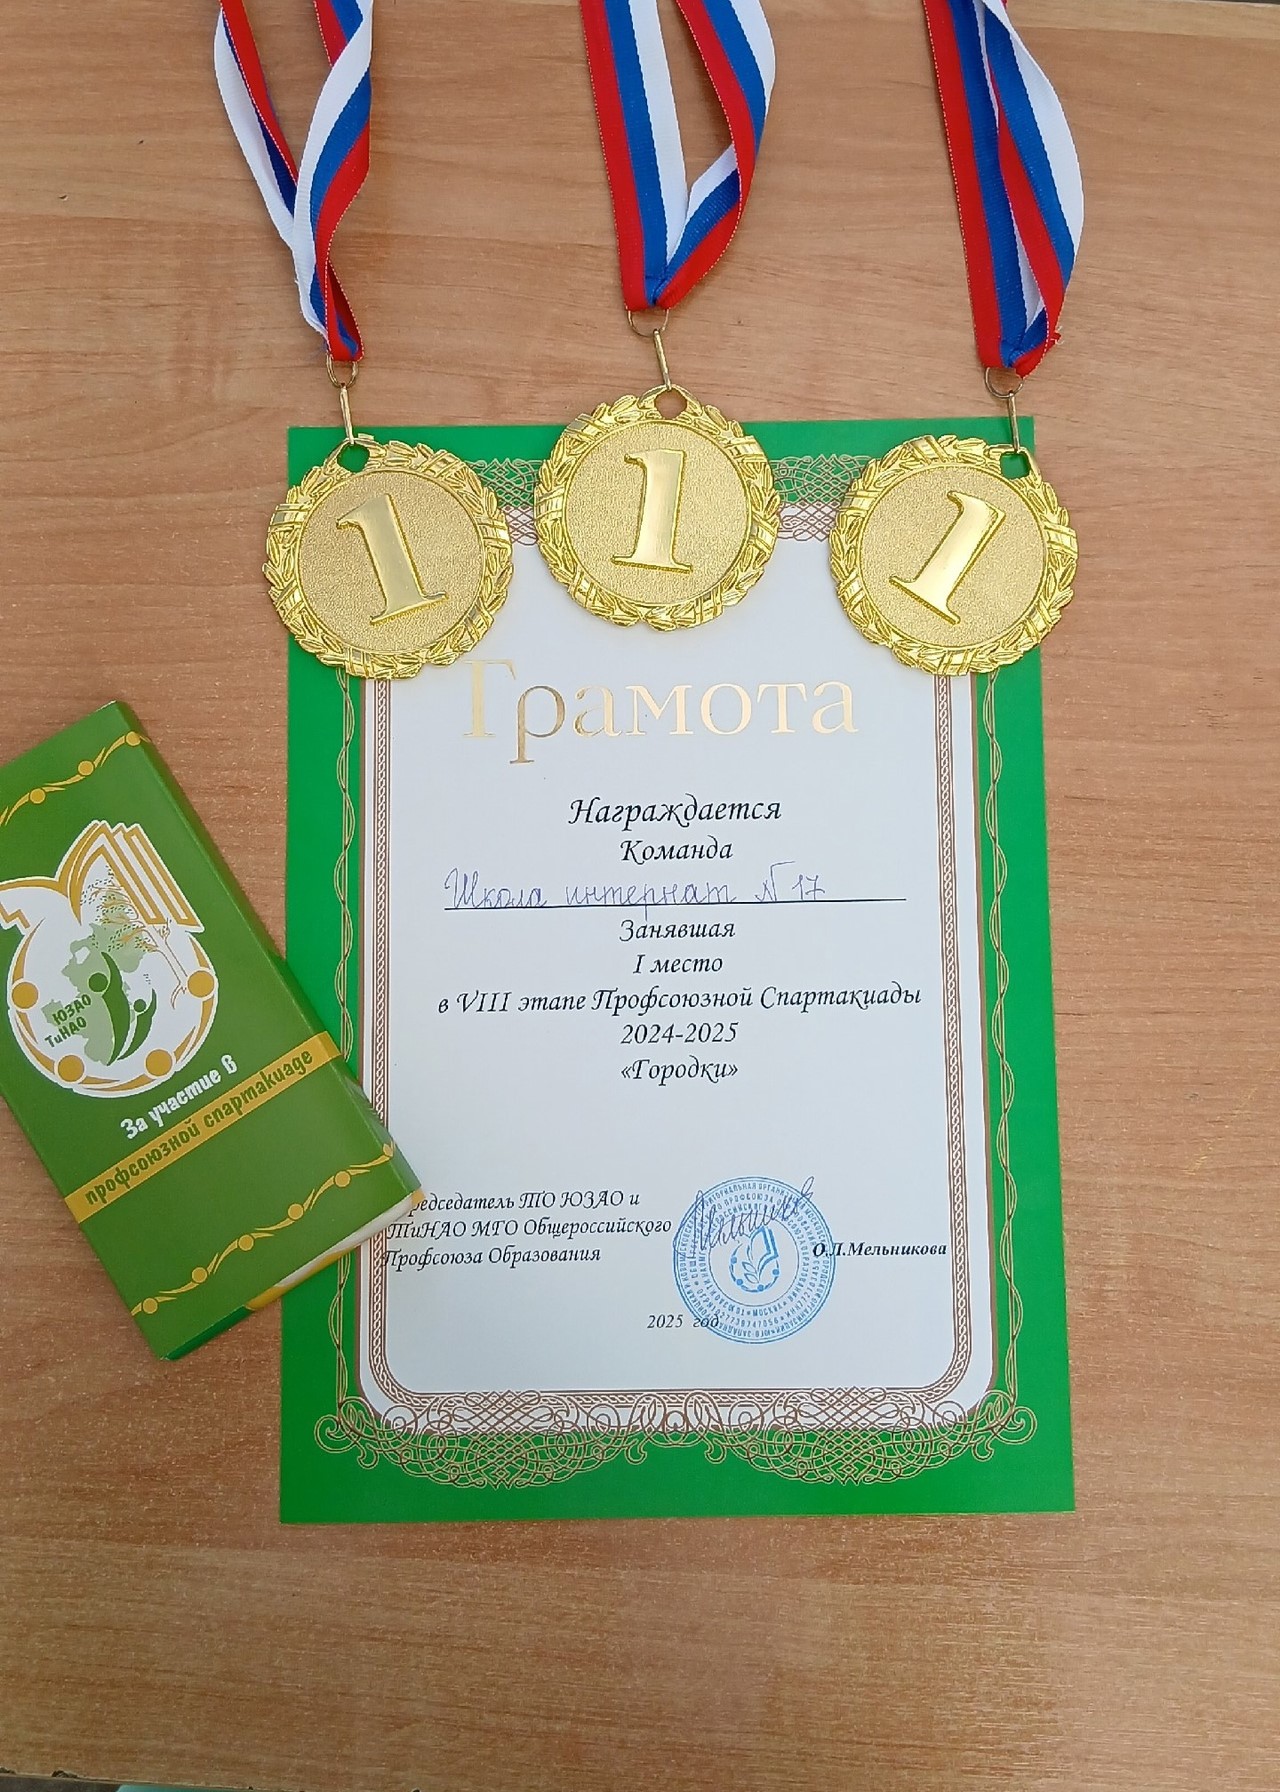 1
1
1
Грамота
Награждается
Команда
Школа интернат №17
Занявшая
I место
в VIII этапе Профсоюзной Спартакиады
2024-2025
«Городки»
ЮЗАО
ТиНАО
За участие в
профсоюзной спартакиаде
редседатель ТО ЮЗАО и
ТиНАО МГО Общероссийского
Профсоюза Образования
О.Л.Мельникова
2025 год